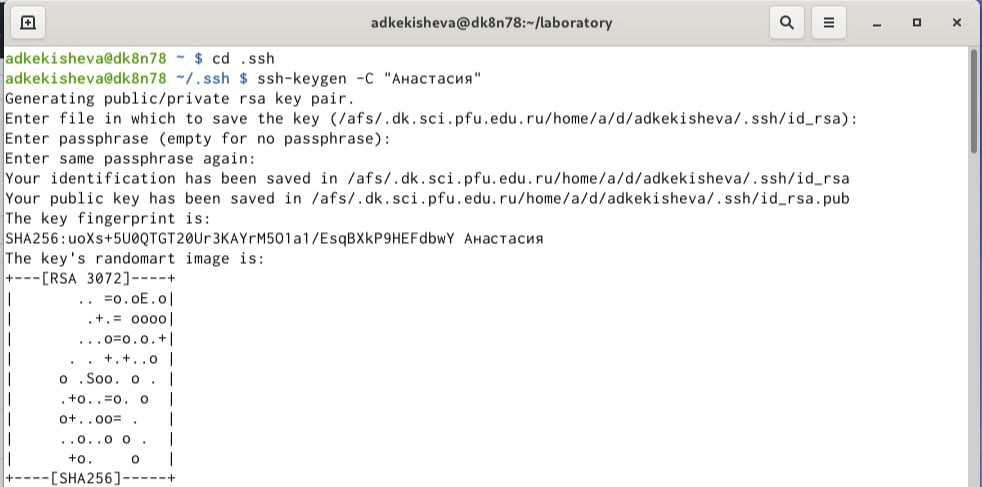 adkekisheva@dk8n78:~/laboratory
adkekisheva@dk8n78 ~ $ cd .ssh
adkekisheva@dk8n78 ~/.ssh $ ssh-keygen -C "Анастасия"
Generating public/private rsa key pair.
Enter file in which to save the key (/afs/.dk.sci.pfu.edu.ru/home/a/d/adkekisheva/.ssh/id_rsa):
Enter passphrase (empty for no passphrase):
Enter same passphrase again:
Your identification has been saved in /afs/.dk.sci.pfu.edu.ru/home/a/d/adkekisheva/.ssh/id_rsa
Your public key has been saved in /afs/.dk.sci.pfu.edu.ru/home/a/d/adkekisheva/.ssh/id_rsa.pub
The key fingerprint is:
SHA256:uoXs+5U0QTGT20Ur3KAYrM5O1a1/EsqBXkP9HEFdbwY Анастасия
The key's randomart image is:
+---[RSA 3072]----+
|        .. =o.oE.o|
|         .+.= oooo|
|        ...o=o.o.+|
|       . . +.+..o |
|      o .Soo. o . |
|      .+o..=o. o  |
|      o+..oo= .   |
|      ..o..o o .  |
|       +o.    o   |
+----[SHA256]-----+